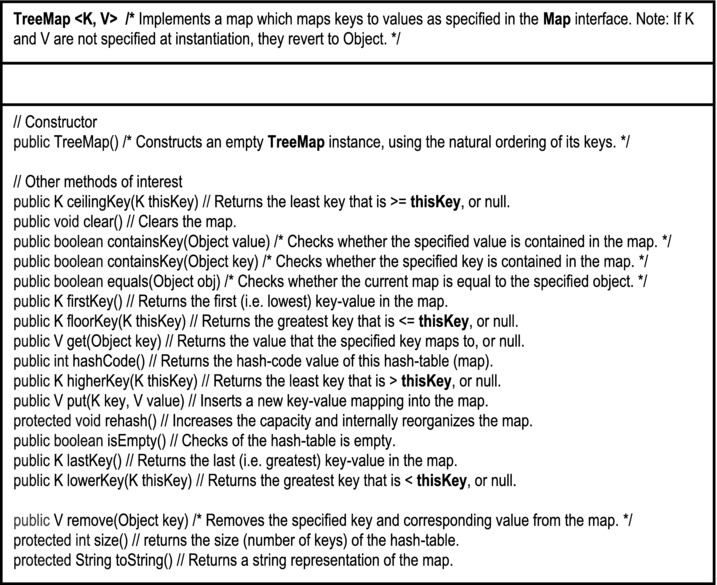 TreeMap <K, V> /* Implements a map which maps keys to values as specified in the Map interface. Note: If K
and V are not specified at instantiation, they revert to Object. */
// Constructor
public TreeMap() /* Constructs an empty TreeMap instance, using the natural ordering of its keys. */
// Other methods of interest
public K ceilingKey(K thisKey) // Returns the least key that is >= thisKey, or null.
public void clear() // Clears the map.
public boolean containsKey(Object value) /* Checks whether the specified value is contained in the map. */
public boolean containsKey(Object key) /* Checks whether the specified key is contained in the map. */
public boolean equals(Object obj) /* Checks whether the current map is equal to the specified object. */
public K firstKey() // Returns the first (i.e. lowest) key-value in the map.
public K floorKey(K thisKey) // Returns the greatest key that is <= thisKey, or null.
public V get(Object key) // Returns the value that the specified key maps to, or null.
public int hashCode() // Returns the hash-code value of this hash-table (map).
public K higherKey(K thisKey) // Returns the least key that is > thisKey, or null.
public V put(K key, V value) // Inserts a new key-value mapping into the map.
protected void rehash() // Increases the capacity and internally reorganizes the map.
public boolean isEmpty() // Checks of the hash-table is empty.
public K lastKey() // Returns the last (i.e. greatest) key-value in the map.
public K lowerKey(K thisKey) // Returns the greatest key that is < thisKey, or null.
public V remove(Object key) /* Removes the specified key and corresponding value from the map. */
protected int size() // returns the size (number of keys) of the hash-table.
protected String toString() // Returns a string representation of the map.